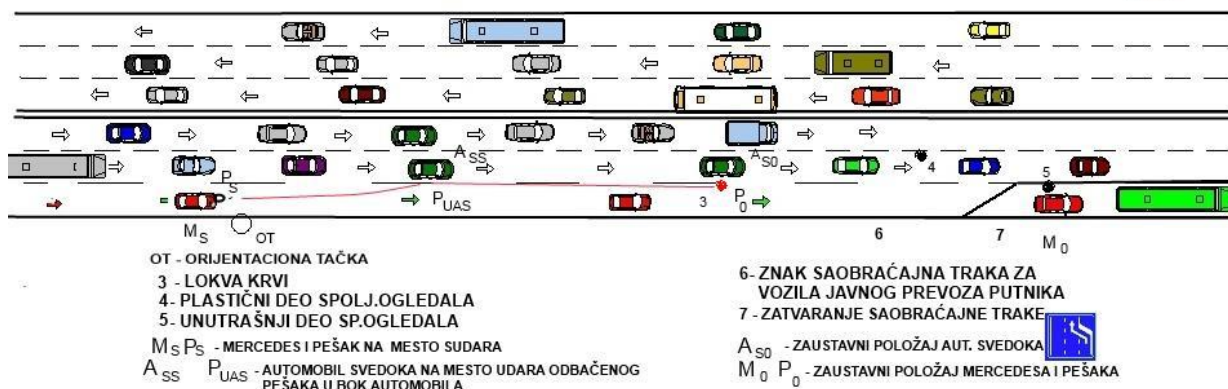 A SS
A S0
4
P S
5
P UAS
3
P 0
M S
OT
6
7
M 0
OT - ORIJENTACIONA TAČKA
3 - LOKVA KRVI
4- PLASTIČNI DEO SPOLJ.OGLEDALA
5- UNUTRAŠNJI DEO SP.OGLEDALA
M S P S - MERCEDES I PEŠAK NA MESTO SUDARA
A SS P UAS - AUTOMOBIL SVEDOKA NA MESTO UDARA ODBAČENOG
PEŠAKA U BOK AUTOMOBILA
6- ZNAK SAOBRAĆAJNA TRAKA ZA
VOZILA JAVNOG PREVOZA PUTNIKA
7 - ZATVARANJE SAOBRAĆAJNE TRAKE
A S0 - ZAUSTAVNI POLOŽAJ AUT. SVEDOKA
M 0 P 0 - ZAUSTAVNI POLOŽAJ MERCEDESA I PEŠAKA